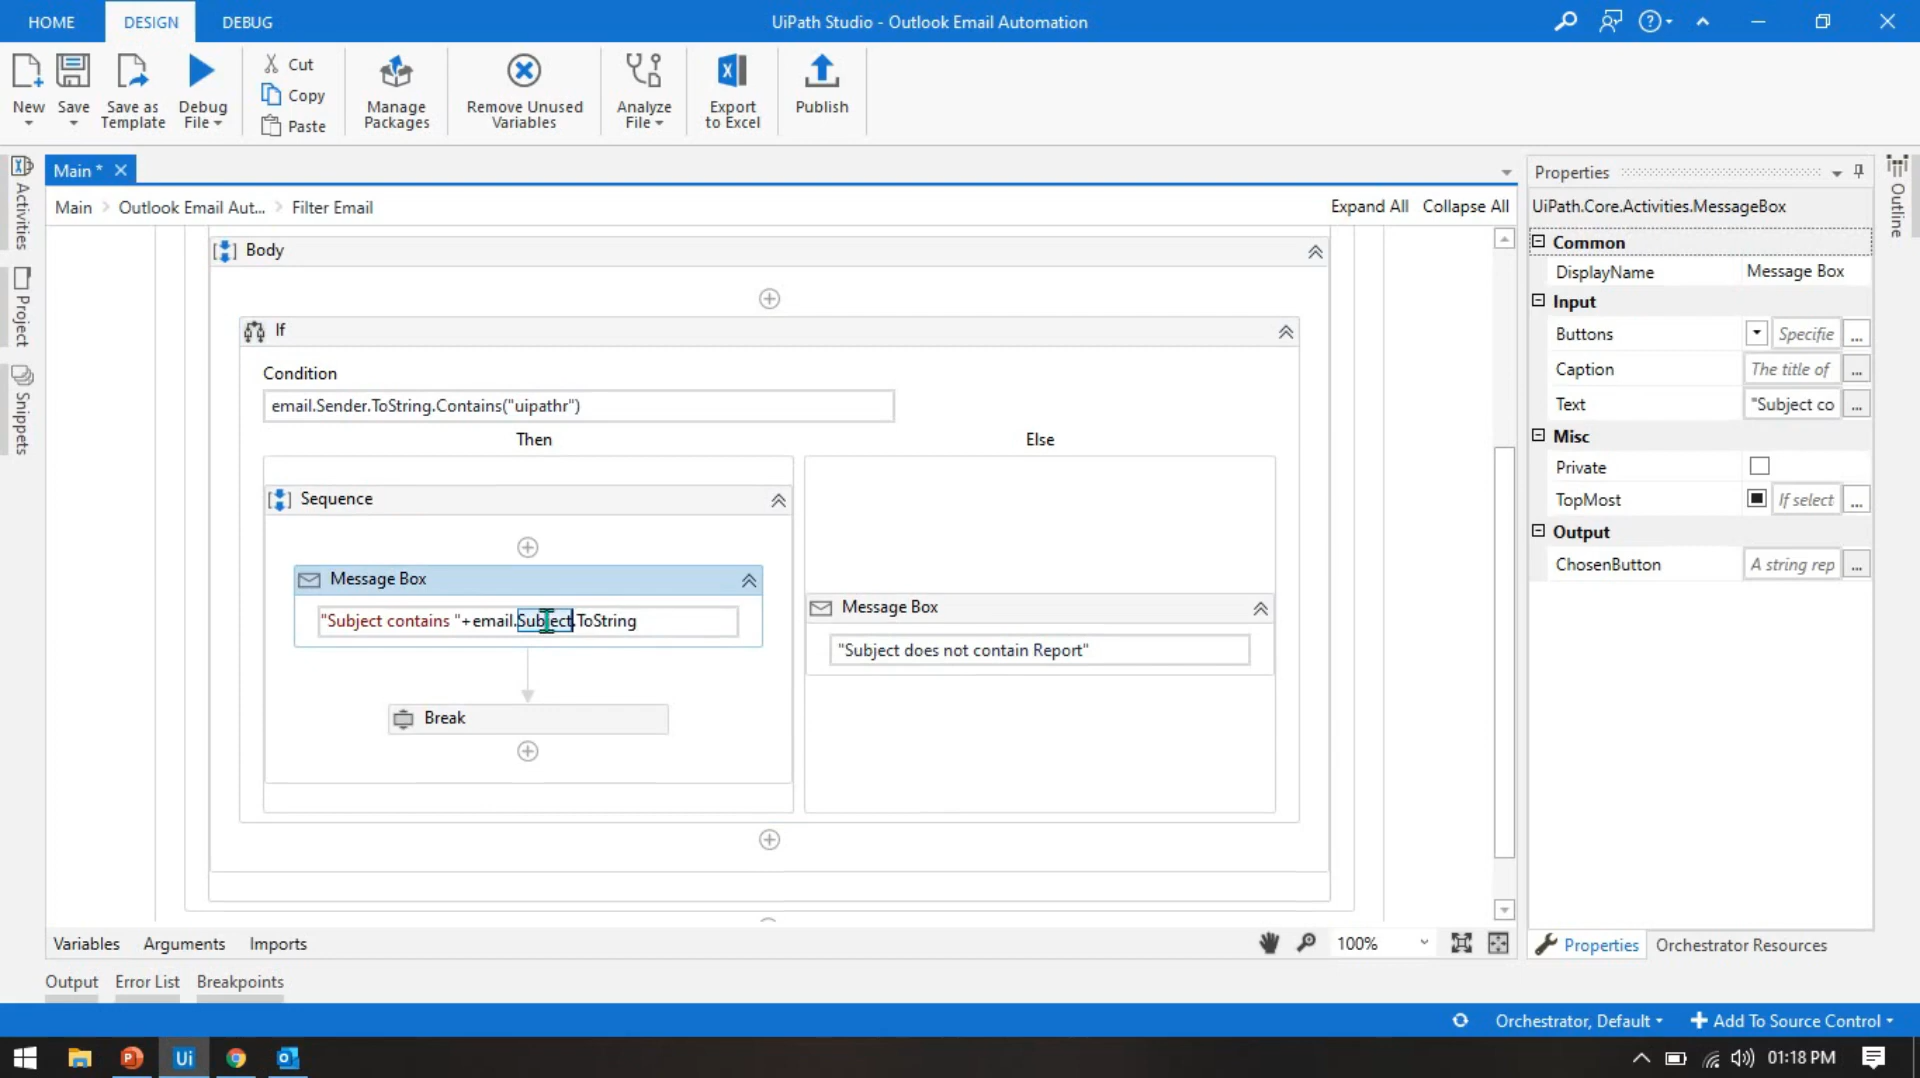 HOME
DESIGN
DEBUG
UiPath Studio - Outlook Email Automation
New
Save
Save as
Template
Debug
File
Cut
Copy
Paste
Manage
Packages
Remove Unused
Variables
Analyze
File
Export
to Excel
Publish
Activities
Project
Snippets
Main *
Main
Outlook Email Aut...
Filter Email
Expand All
Collapse All
Body
If
Condition
email.Sender.ToString.Contains("uipathr")
Then
Else
Sequence
Message Box
"Subject contains "+email.Subject.ToString
Break
Message Box
"Subject does not contain Report"
Properties
UiPath.Core.Activities.MessageBox
Common
DisplayName Message Box
Input
Buttons Specifie ...
Caption The title of ...
Text "Subject co ...
Misc
Private
TopMost If select ...
Output
ChosenButton A string rep ...
Outline
Variables
Arguments
Imports
100%
Properties
Orchestrator Resources
Output
Error List
Breakpoints
Orchestrator, Default
Add To Source Control
Ui
01:18 PM